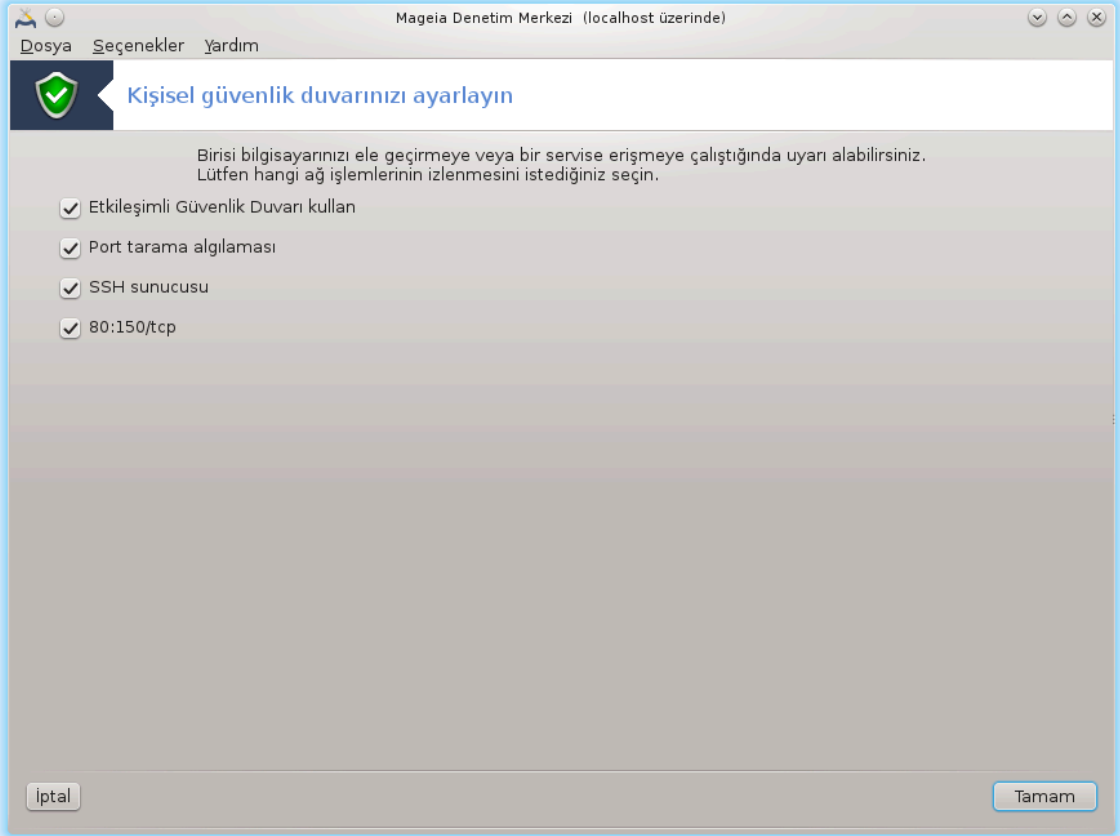 Mageia Denetim Merkezi (localhost üzerinde)
Dosya Seçenekler Yardım
Kişisel güvenlik duvarınızı ayarlayın
Birisi bilgisayarınızı ele geçirmeye veya bir servise erişmeye çalıştığında uyarı alabilirsiniz.
Lütfen hangi ağ işlemlerinin izlenmesini istediğiniz seçin.
Etkileşimli Güvenlik Duvarı kullan
Port tarama algılaması
SSH sunucusu
80:150/tcp
İptal
Tamam